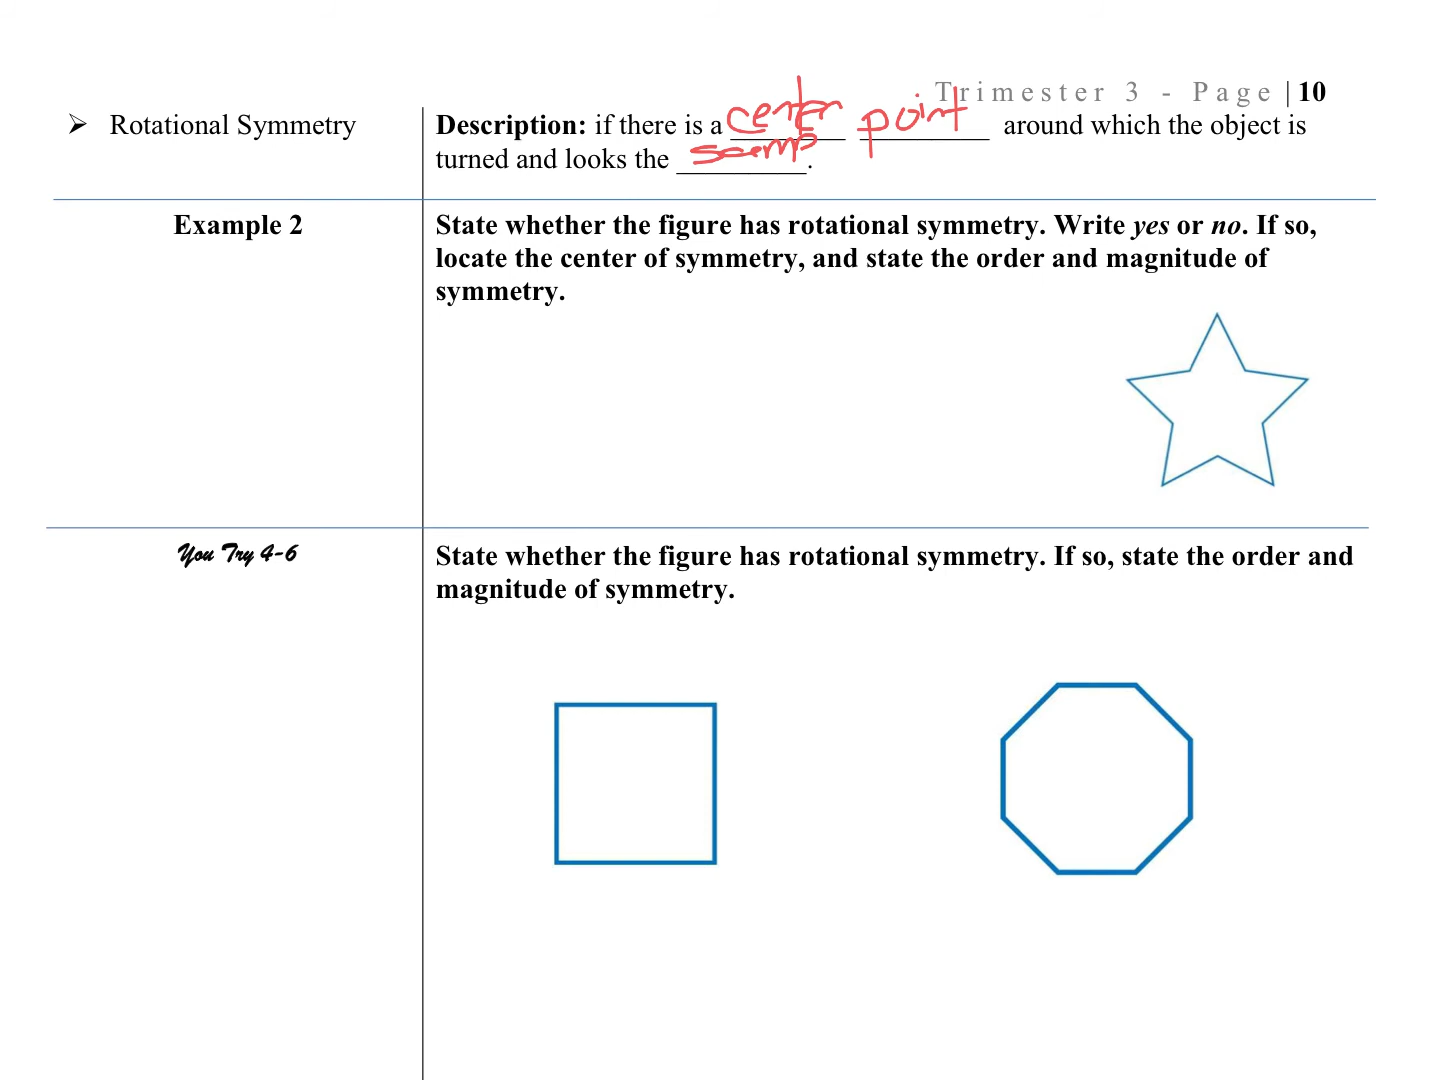 Trimester 3 - Page | 10
➢ Rotational Symmetry
Description: if there is a center point around which the object is
turned and looks the same.
Example 2
State whether the figure has rotational symmetry. Write yes or no. If so,
locate the center of symmetry, and state the order and magnitude of
symmetry.
You Try 4-6
State whether the figure has rotational symmetry. If so, state the order and
magnitude of symmetry.